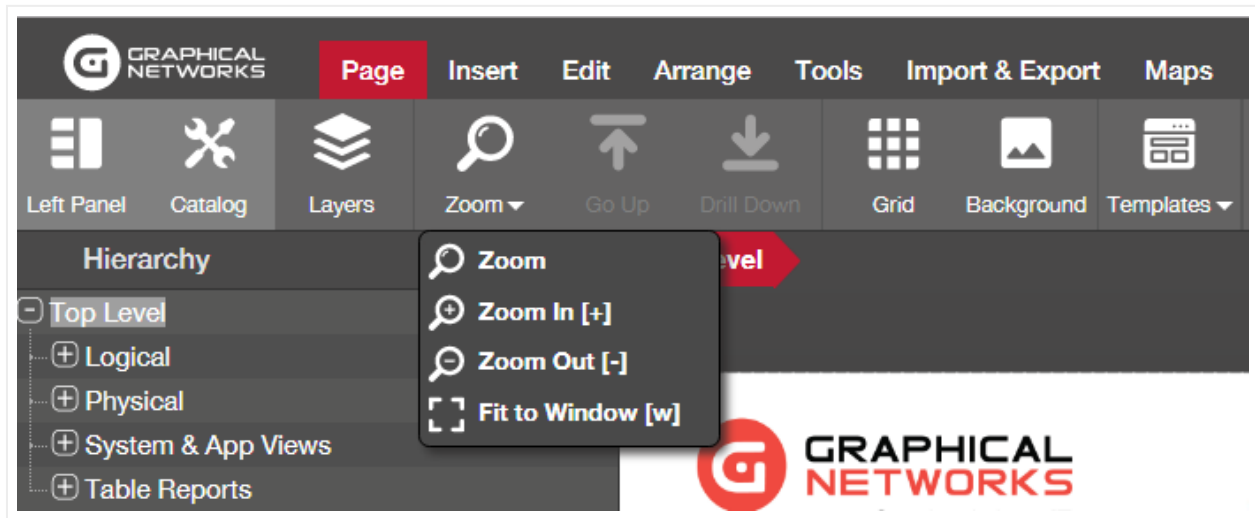 GRAPHICAL
NETWORKS
Page Insert Edit Arrange Tools Import & Export Maps
Left Panel Catalog Layers Zoom Go Up Drill Down Grid Background Templates
Hierarchy
evel
Zoom
Zoom In [+]
Zoom Out [-]
Fit to Window [w]
Top Level
Logical
Physical
System & App Views
Table Reports
GRAPHICAL
NETWORKS